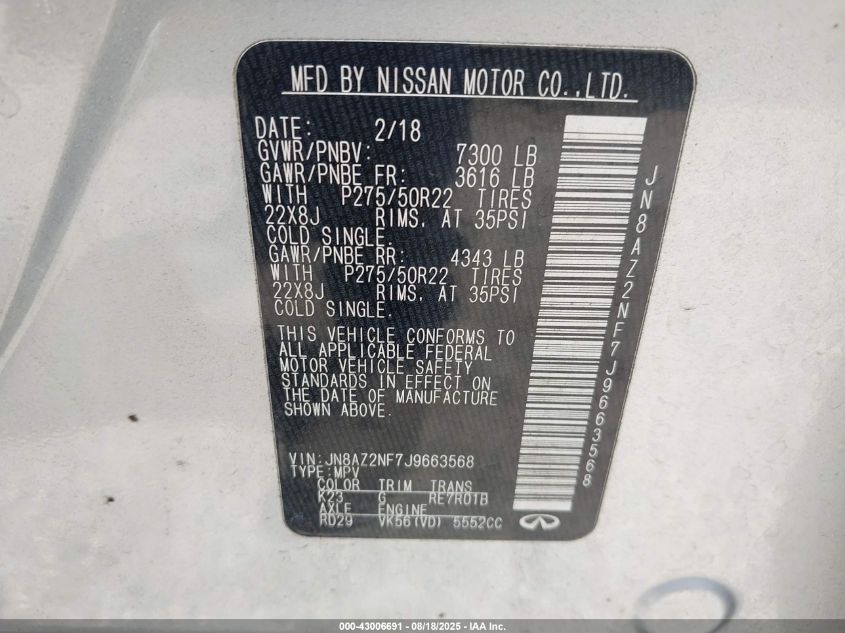 MFD BY NISSAN MOTOR CO.,LTD.
DATE: 2/18
GVWR/PNBV: 7300 LB
GAWR/PNBE FR: 3616 LB
WITH P275/50R22 TIRES
22X8J RIMS, AT 35PSI
COLD SINGLE.
GAWR/PNBE RR: 4343 LB
WITH P275/50R22 TIRES
22X8J RIMS, AT 35PSI
COLD SINGLE.
THIS VEHICLE CONFORMS TO
ALL APPLICABLE FEDERAL
MOTOR VEHICLE SAFETY
STANDARDS IN EFFECT ON
THE DATE OF MANUFACTURE
SHOWN ABOVE.
VIN:JN8AZ2NF7J9663568
TYPE:MPV
COLOR TRIM TRANS
K23 G RE7R01B
AXLE ENGINE
RD29 VK56(VD) 5552CC
JN8AZ2NF7J9663568
000-43006691 - 08/18/2025 - IAA Inc.